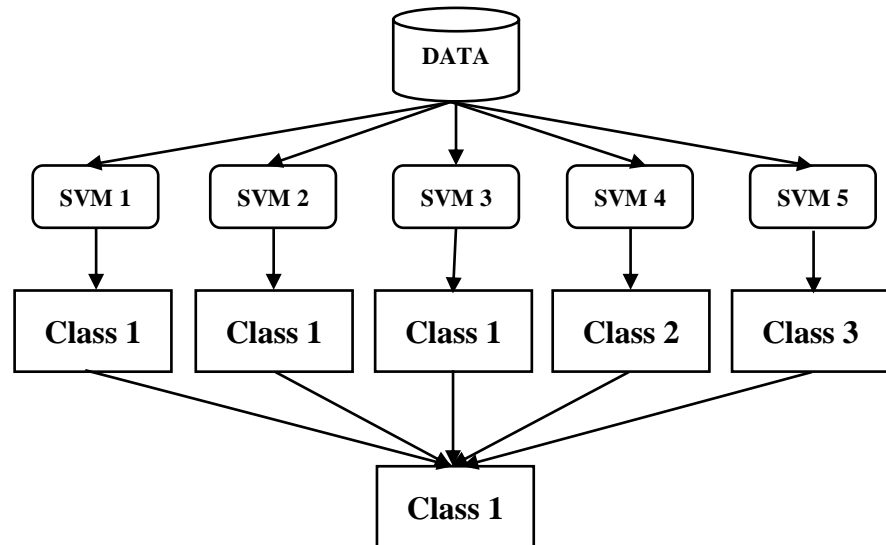 DATA
SVM 1
SVM 2
SVM 3
SVM 4
SVM 5
Class 1
Class 1
Class 1
Class 2
Class 3
Class 1